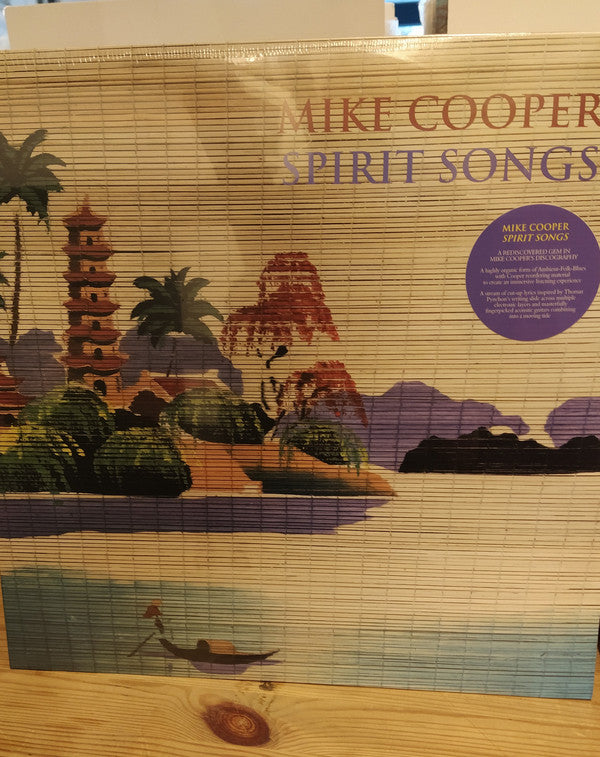 MIKE COOPER
SPIRIT SONGS
MIKE COOPER
SPIRIT SONGS
A REDISCOVERED GEM IN
MIKE COOPER'S DISCOGRAPHY
A highly organic form of Ambient-Folk-Blues
with Cooper reordering material
to create an immersive listening experience
A stream of cut-up lyrics inspired by Thomas
Pynchon's writing slide across multiple
electronic layers and masterfully
fingerpicked acoustic guitars combining
into a moving tide